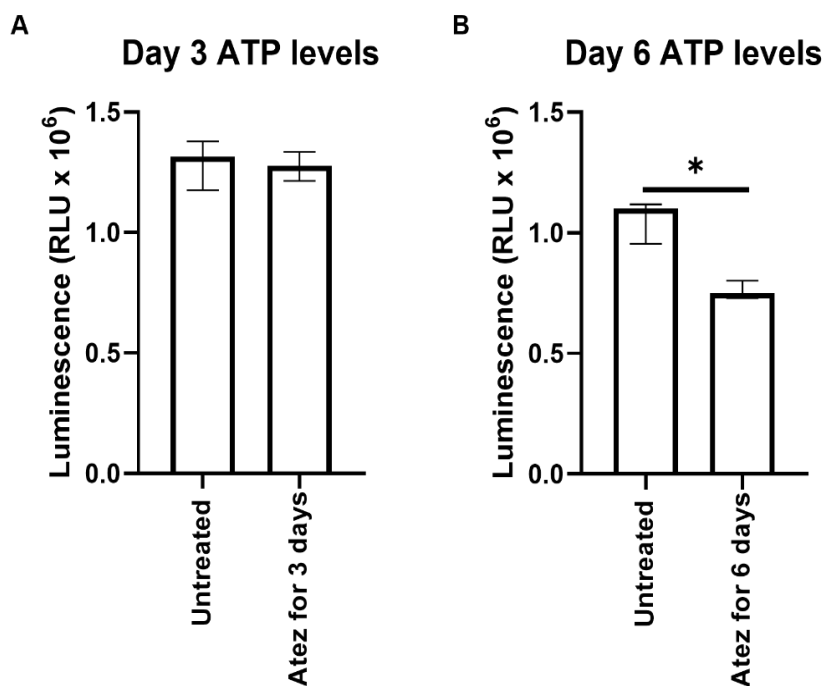 A
Day 3 ATP levels
Luminescence (RLU x 10⁶)
1.5
1.0
0.5
0.0
Untreated
Atez for 3 days
B
Day 6 ATP levels
Luminescence (RLU x 10⁶)
1.5
1.0
0.5
0.0
*
Untreated
Atez for 6 days